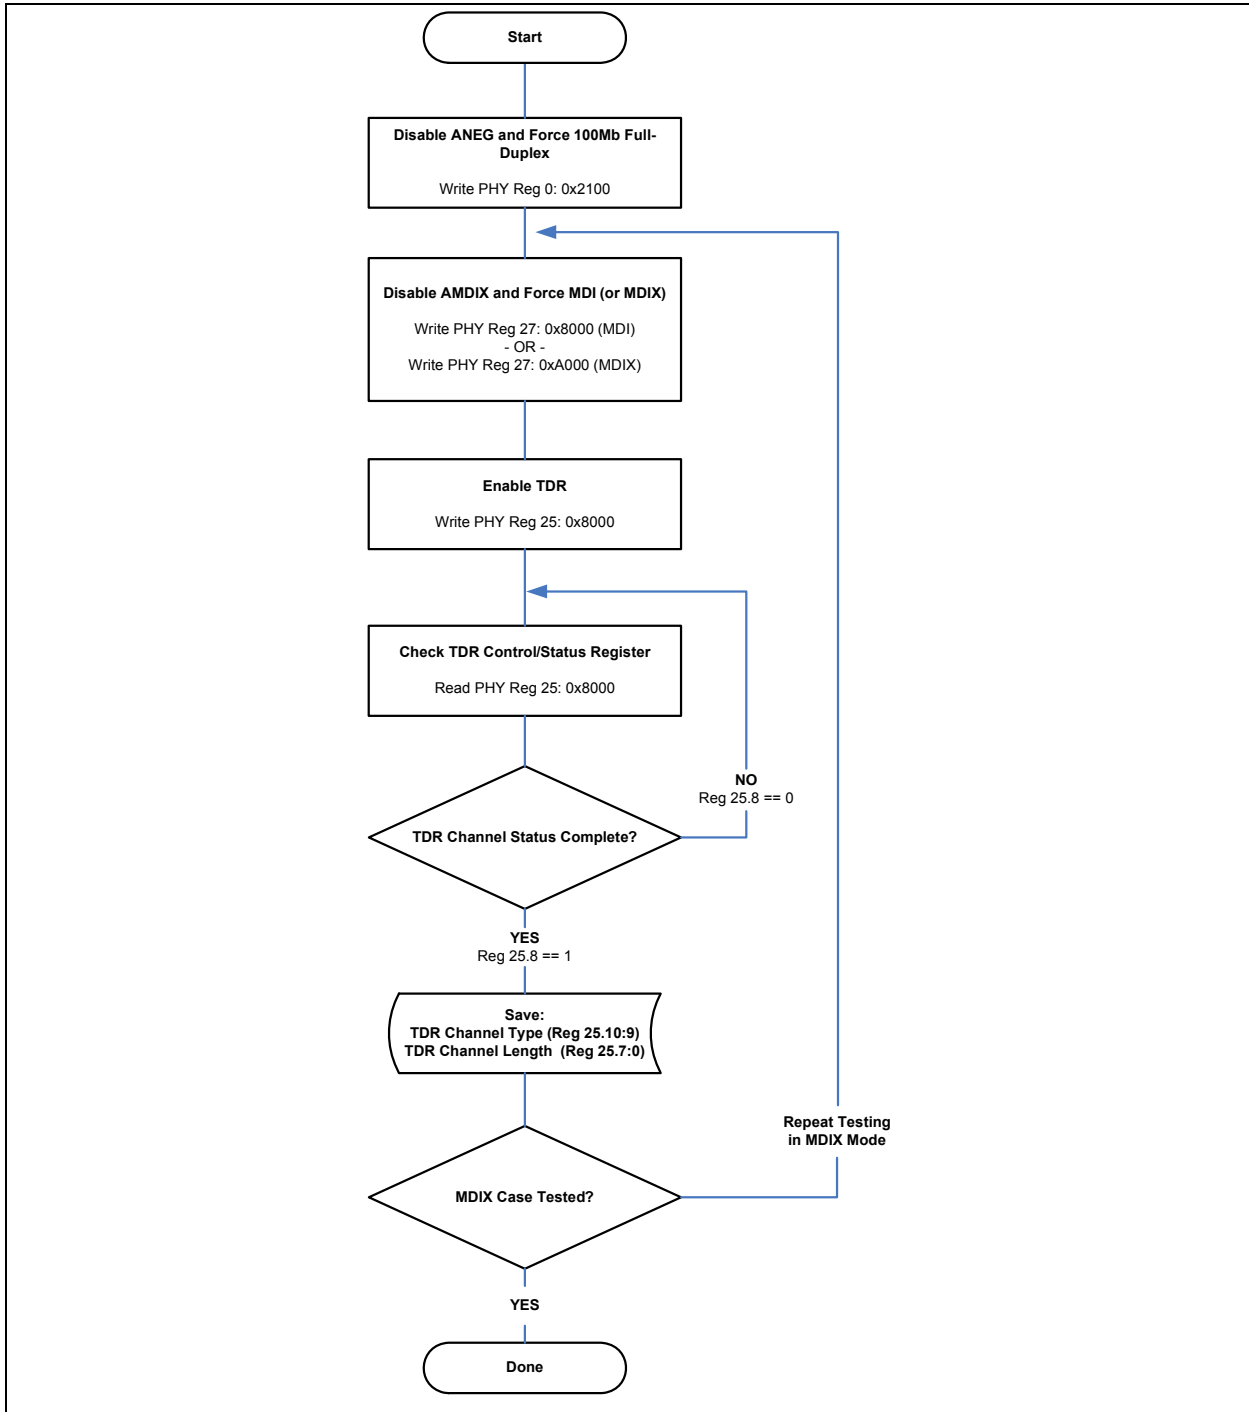 Start
Disable ANEG and Force 100Mb Full-
Duplex
Write PHY Reg 0: 0x2100
Disable AMDIX and Force MDI (or MDIX)
Write PHY Reg 27: 0x8000 (MDI)
- OR -
Write PHY Reg 27: 0xA000 (MDIX)
Enable TDR
Write PHY Reg 25: 0x8000
Check TDR Control/Status Register
Read PHY Reg 25: 0x8000
NO
Reg 25.8 == 0
TDR Channel Status Complete?
YES
Reg 25.8 == 1
Save:
TDR Channel Type (Reg 25.10:9)
TDR Channel Length (Reg 25.7:0)
Repeat Testing
in MDIX Mode
MDIX Case Tested?
YES
Done